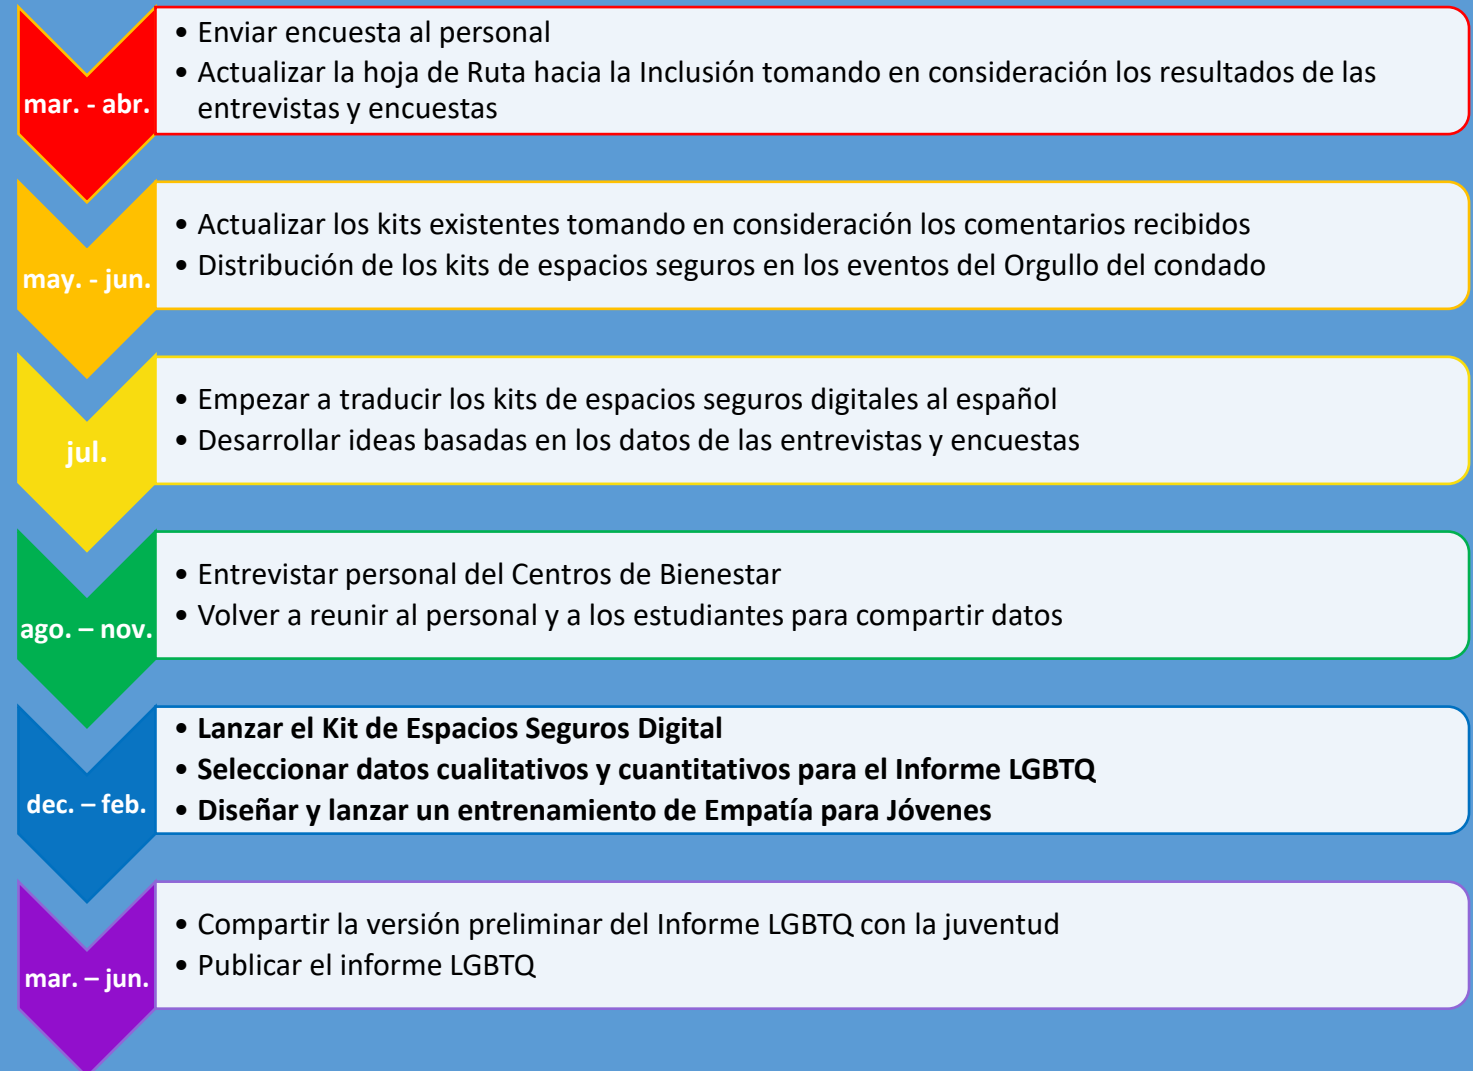 mar. - abr.
• Enviar encuesta al personal
• Actualizar la hoja de Ruta hacia la Inclusión tomando en consideración los resultados de las
entrevistas y encuestas
may. - jun.
• Actualizar los kits existentes tomando en consideración los comentarios recibidos
• Distribución de los kits de espacios seguros en los eventos del Orgullo del condado
jul.
• Empezar a traducir los kits de espacios seguros digitales al español
• Desarrollar ideas basadas en los datos de las entrevistas y encuestas
ago. – nov.
• Entrevistar personal del Centros de Bienestar
• Volver a reunir al personal y a los estudiantes para compartir datos
dec. – feb.
• Lanzar el Kit de Espacios Seguros Digital
• Seleccionar datos cualitativos y cuantitativos para el Informe LGBTQ
• Diseñar y lanzar un entrenamiento de Empatía para Jóvenes
mar. – jun.
• Compartir la versión preliminar del Informe LGBTQ con la juventud
• Publicar el informe LGBTQ